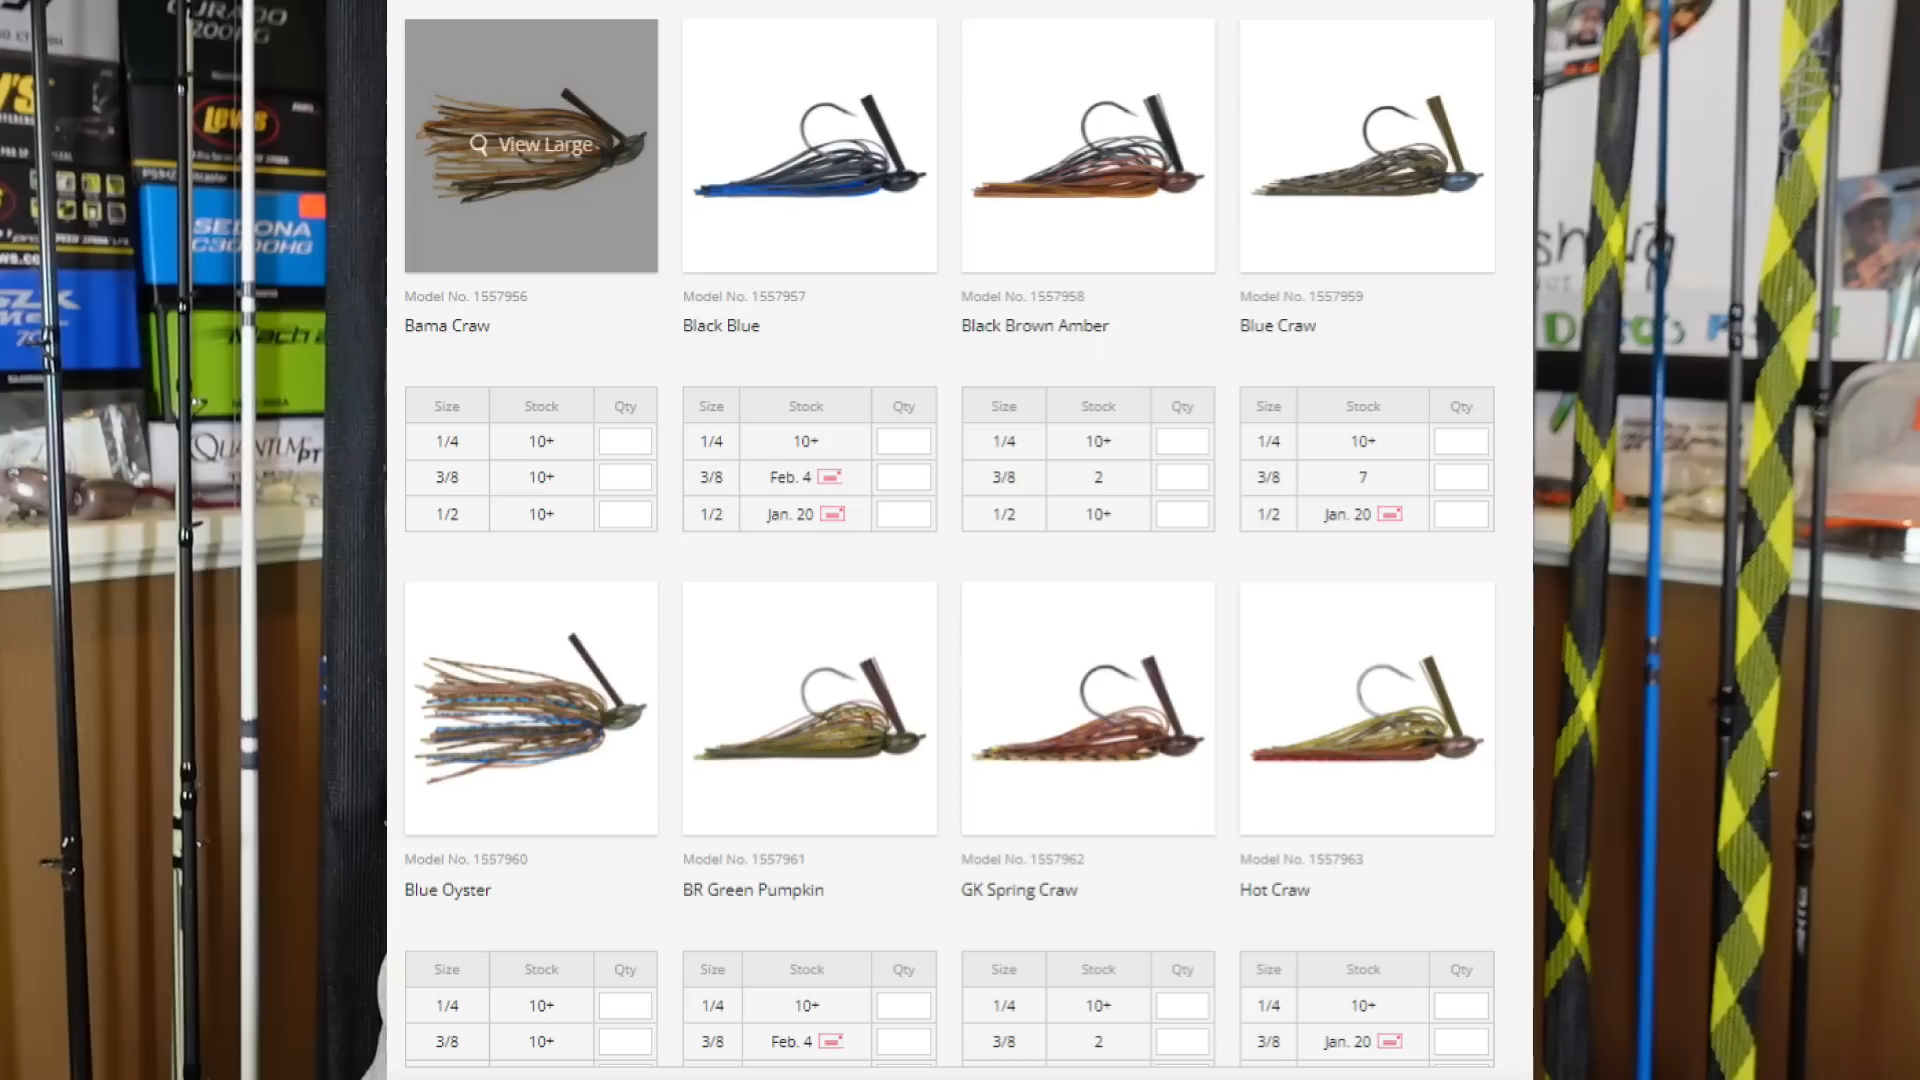 View Large
Model No. 1557956
Model No. 1557957
Model No. 1557958
Model No. 1557959
Bama Craw
Black Blue
Black Brown Amber
Blue Craw
Size Stock Qty
1/4 10+
3/8 10+
1/2 10+
Size Stock Qty
1/4 10+
3/8 Feb. 4
1/2 Jan. 20
Size Stock Qty
1/4 10+
3/8 2
1/2 10+
Size Stock Qty
1/4 10+
3/8 7
1/2 Jan. 20
Model No. 1557960
Model No. 1557961
Model No. 1557962
Model No. 1557963
Blue Oyster
BR Green Pumpkin
GK Spring Craw
Hot Craw
Size Stock Qty
1/4 10+
3/8 10+
Size Stock Qty
1/4 10+
3/8 Feb. 4
Size Stock Qty
1/4 10+
3/8 2
Size Stock Qty
1/4 10+
3/8 Jan. 20
CURADO
200HG
Lew's
SEDONA
C3000HG
Mach
QUANTUM PT